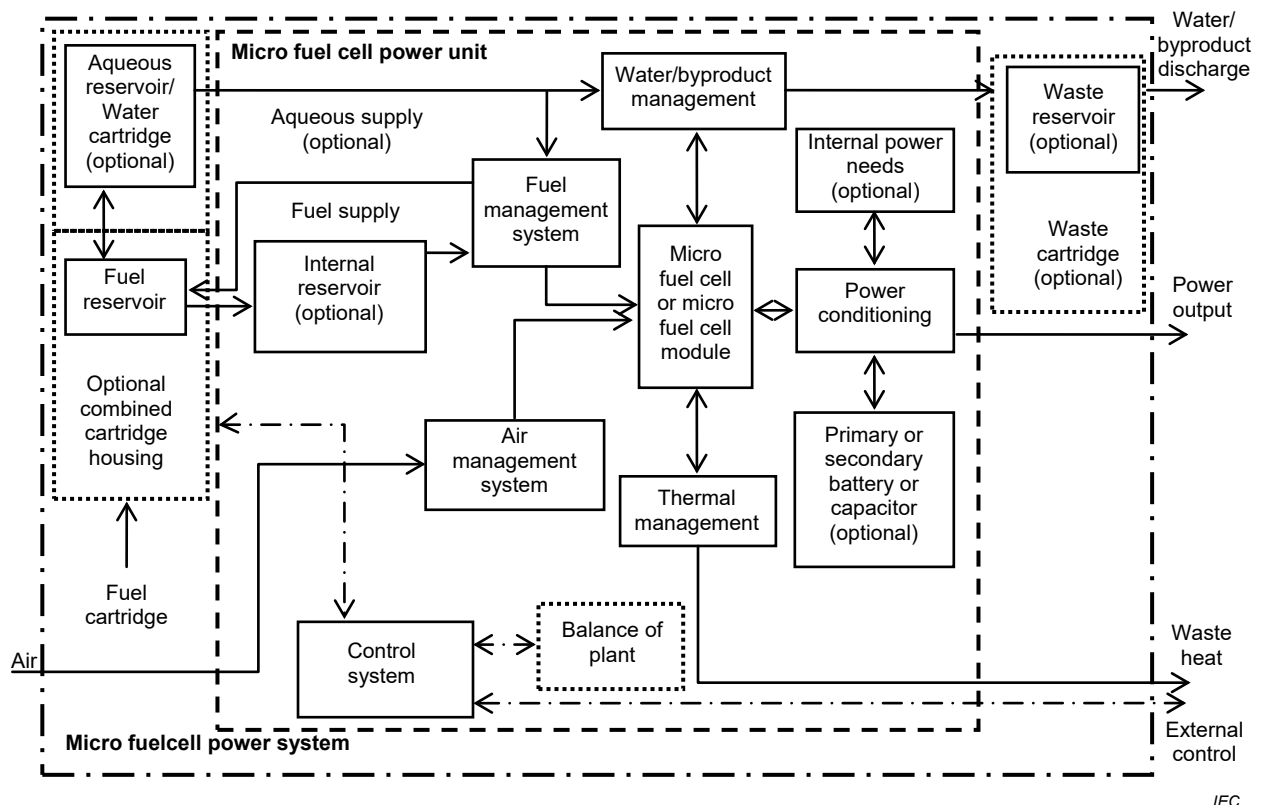 Water/
byproduct
discharge
Micro fuel cell power unit
Aqueous
reservoir/
Water
cartridge
(optional)
Water/byproduct
management
Waste
reservoir
(optional)
Aqueous supply
(optional)
Internal power
needs
(optional)
Fuel
management
system
Fuel supply
Waste
cartridge
(optional)
Micro
fuel cell
or micro
fuel cell
module
Fuel
reservoir
Internal
reservoir
(optional)
Power
conditioning
Power
output
Optional
combined
cartridge
housing
Air
management
system
Primary or
secondary
battery or
capacitor
(optional)
Thermal
management
Fuel
cartridge
Air
Control
system
Balance of
plant
Waste
heat
External
control
Micro fuelcell power system
IEC